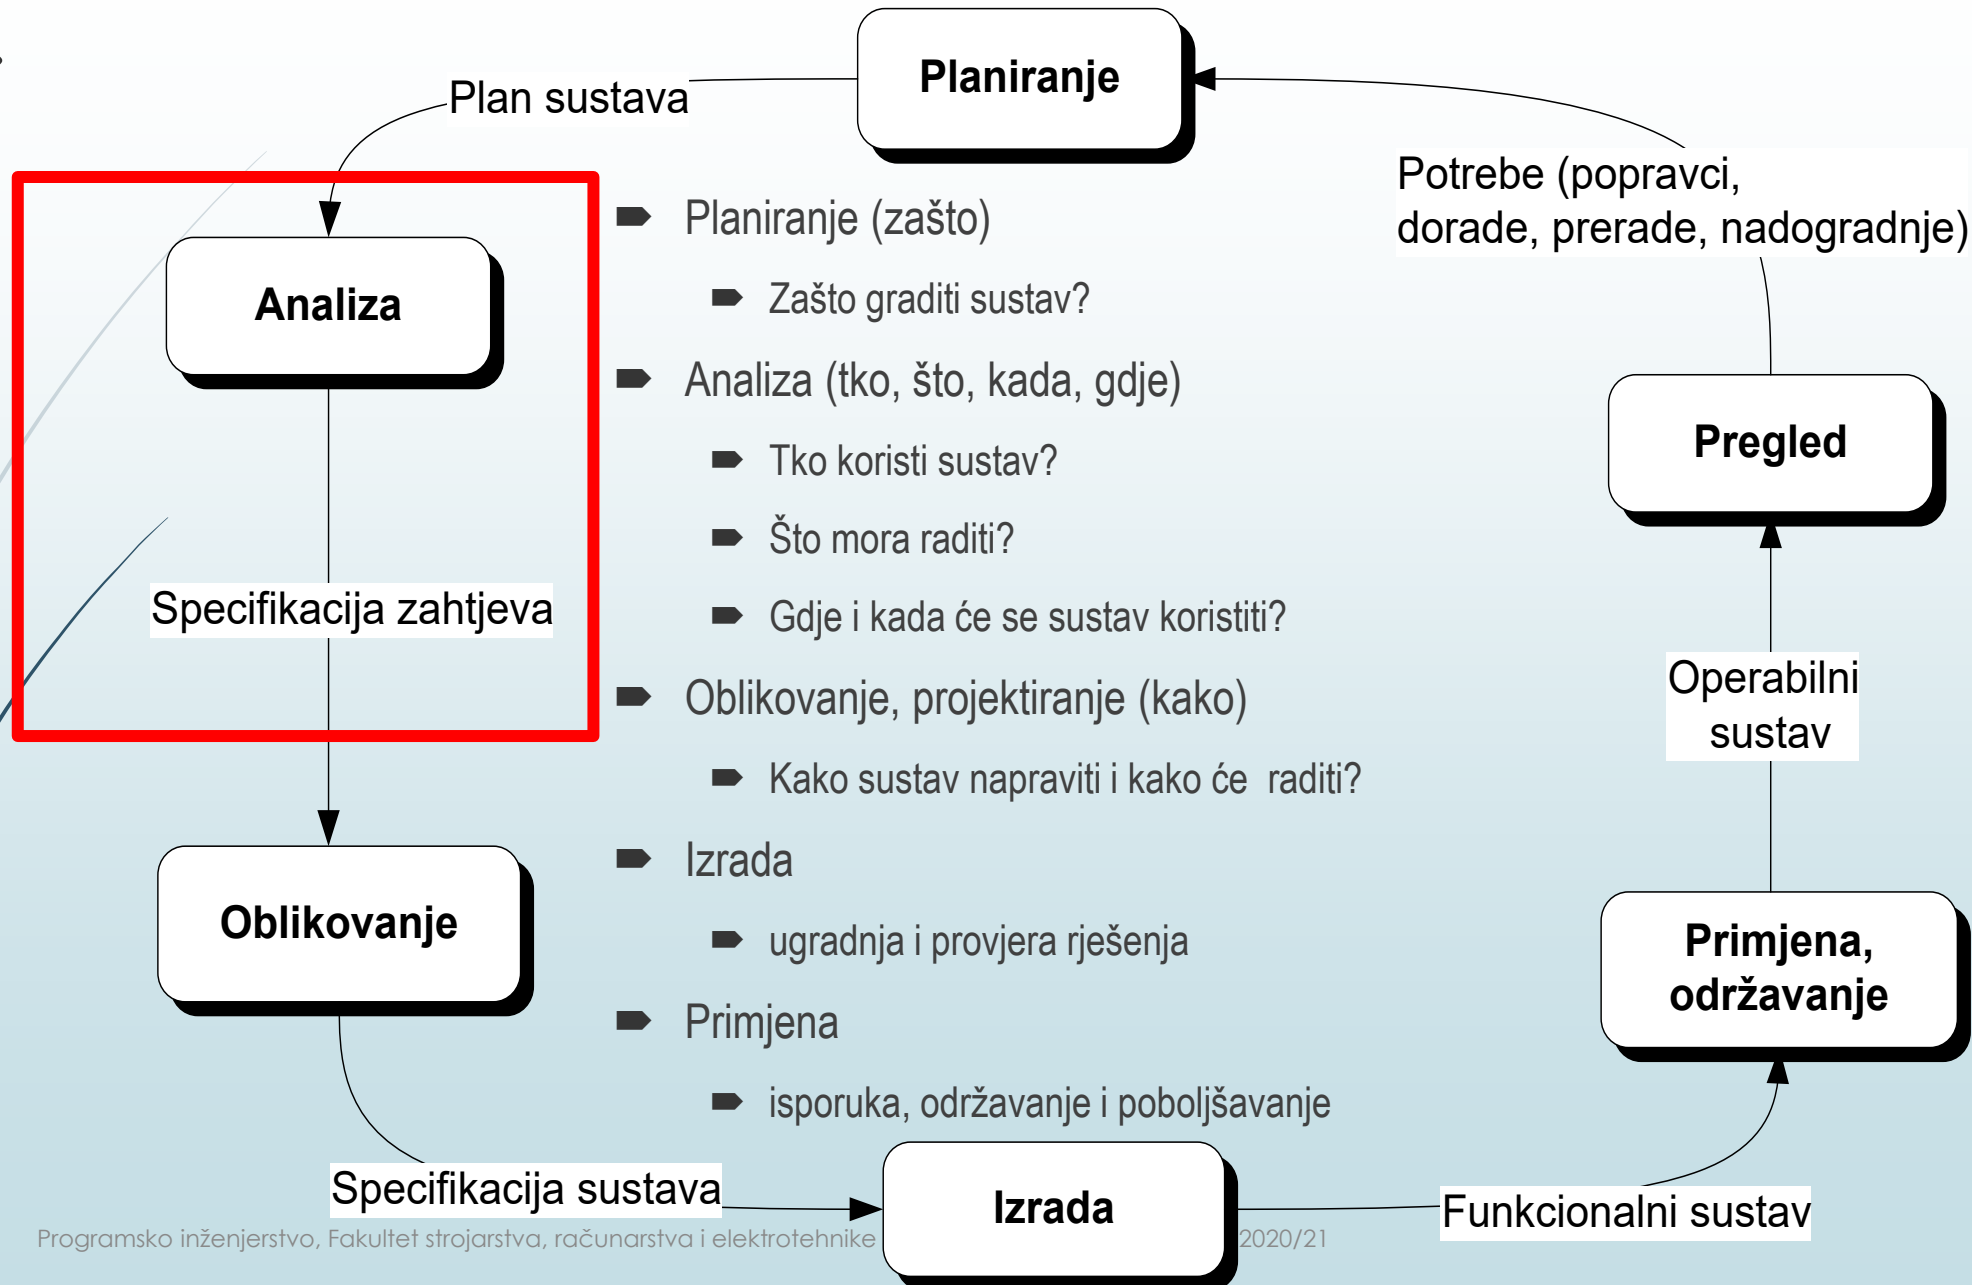 Planiranje
Plan sustava
Potrebe (popravci,
dorade, prerade, nadogradnje)
Planiranje (zašto)
Zašto graditi sustav?
Analiza
Analiza (tko, što, kada, gdje)
Tko koristi sustav?
Pregled
Što mora raditi?
Specifikacija zahtjeva
Gdje i kada će se sustav koristiti?
Operabilni
sustav
Oblikovanje, projektiranje (kako)
Kako sustav napraviti i kako će  raditi?
Izrada
Oblikovanje
ugradnja i provjera rješenja
Primjena,
održavanje
Primjena
isporuka, održavanje i poboljšavanje
Specifikacija sustava
Izrada
Funkcionalni sustav
Programsko inženjerstvo, Fakultet strojarstva, računarstva i elektrotehnike
2020/21